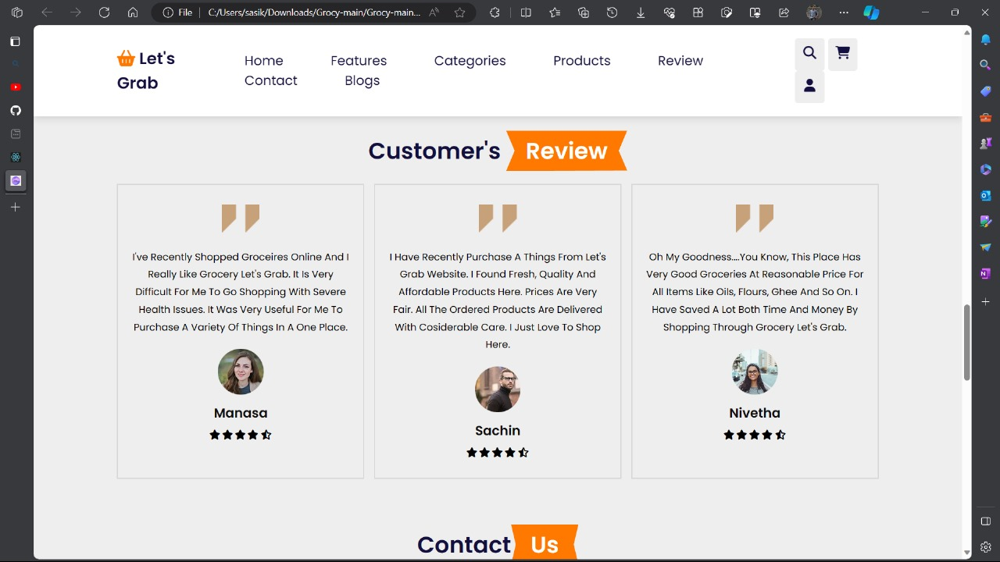 File
C:/Users/sasik/Downloads/Grocy-main/Grocy-main...
Let's
Grab
Home Features Categories Products Review
Contact Blogs
Customer's Review
I've Recently Shopped Groceires Online And I
Really Like Grocery Let's Grab. It Is Very
Difficult For Me To Go Shopping With Severe
Health Issues. It Was Very Useful For Me To
Purchase A Variety Of Things In A One Place.
Manasa
I Have Recently Purchase A Things From Let's
Grab Website. I Found Fresh, Quality And
Affordable Products Here. Prices Are Very
Fair. All The Ordered Products Are Delivered
With Cosiderable Care. I Just Love To Shop
Here.
Sachin
Oh My Goodness....You Know, This Place Has
Very Good Groceries At Reasonable Price For
All Items Like Oils, Flours, Ghee And So On. I
Have Saved A Lot Both Time And Money By
Shopping Through Grocery Let's Grab.
Nivetha
Contact Us